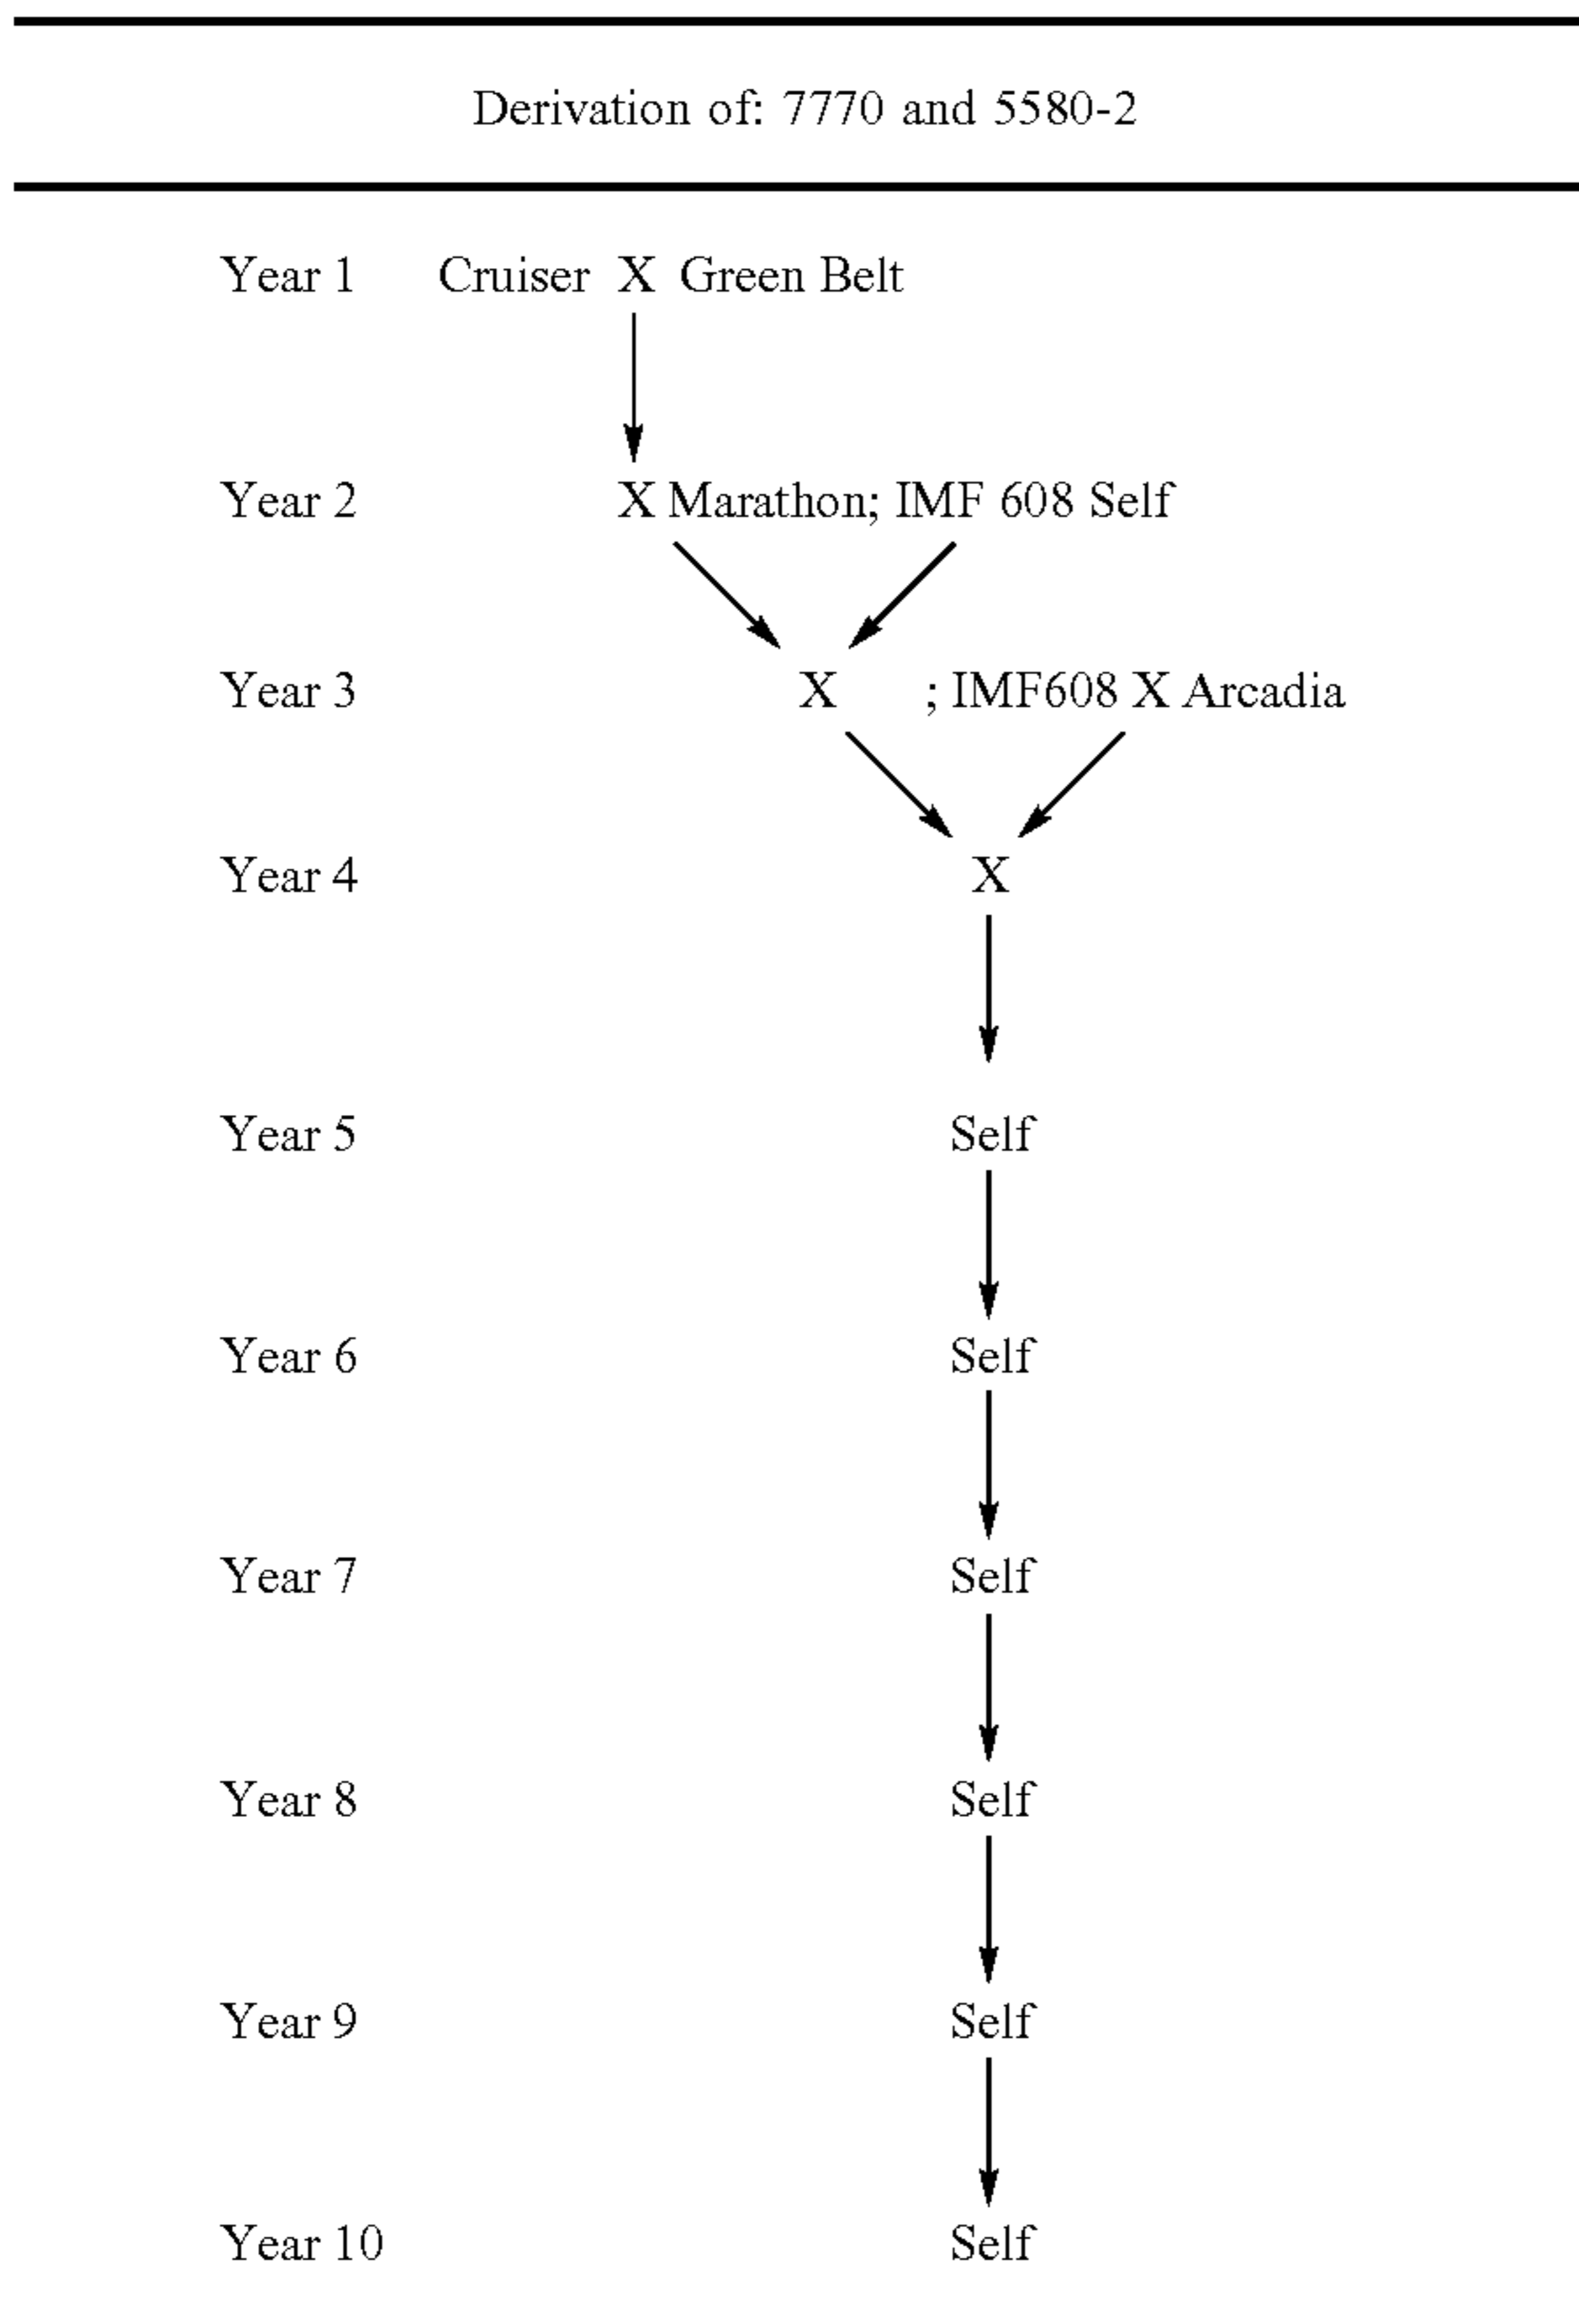 Derivation of: 7770 and 5580-2
Year 1 Cruiser X Green Belt
Year 2 X Marathon; IMF 608 Self
Year 3 X ; IMF608 X Arcadia
Year 4 X
Year 5 Self
Year 6 Self
Year 7 Self
Year 8 Self
Year 9 Self
Year 10 Self